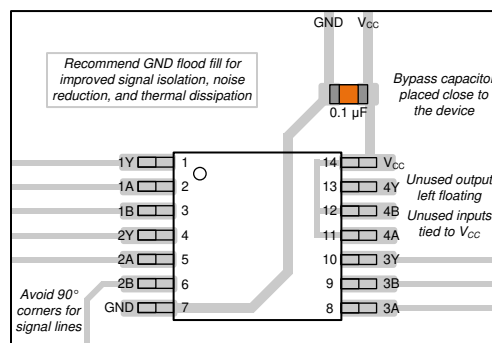 GND VCC
Recommend GND flood fill for
improved signal isolation, noise
reduction, and thermal dissipation
Bypass capacitor
placed close to
the device
0.1 µF
1Y 1 14 VCC
1A 2 13 4Y
Unused output
left floating
1B 3 12 4B
Unused inputs
tied to VCC
2Y 4 11 4A
2A 5 10 3Y
2B 6 9 3B
Avoid 90°
corners for
signal lines
GND 7 8 3A